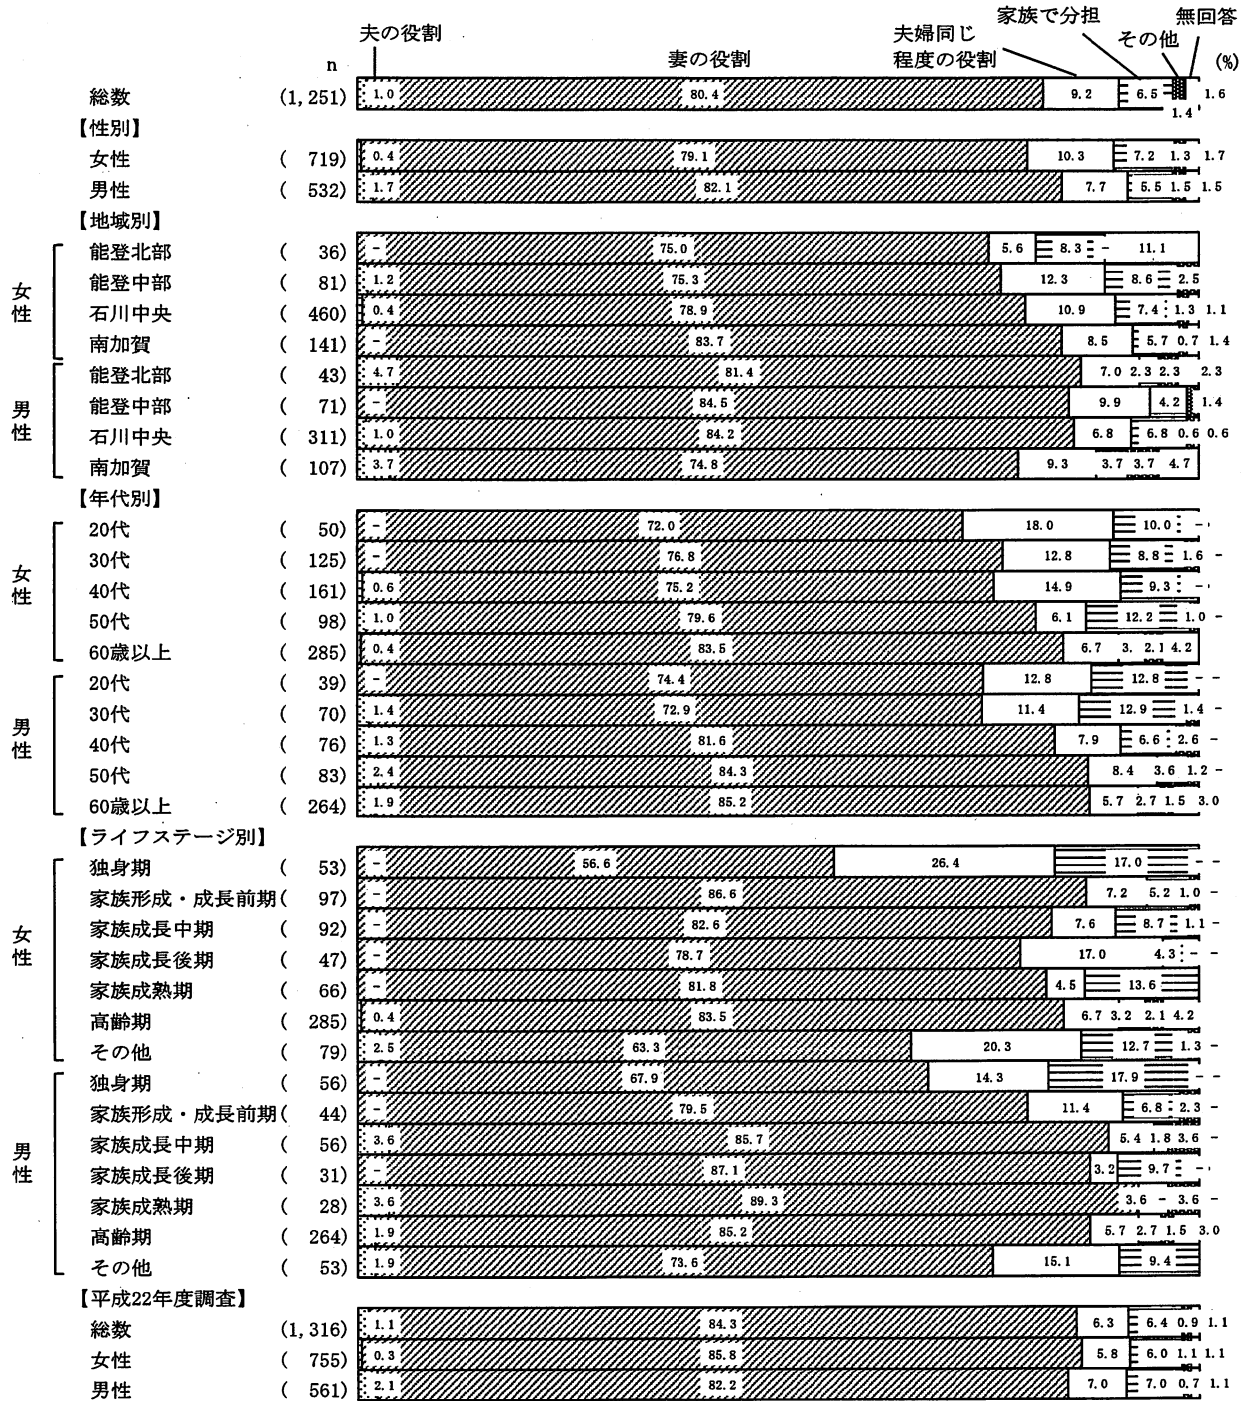 家族で分担 無回答
夫の役割 妻の役割 夫婦同じ程度の役割 その他
n (%)
総数 (1,251) 1.0 80.4 9.2 6.5 1.4 1.6
【性別】
女性 ( 719) 0.4 79.1 10.3 7.2 1.3 1.7
男性 ( 532) 1.7 82.1 7.7 5.5 1.5 1.5
【地域別】
女性
能登北部 ( 36) - 75.0 5.6 8.3 - 11.1
能登中部 ( 81) 1.2 75.3 12.3 8.6 2.5
石川中央 ( 460) 0.4 78.9 10.9 7.4 1.3 1.1
南加賀 ( 141) - 83.7 8.5 5.7 0.7 1.4
男性
能登北部 ( 43) 4.7 81.4 7.0 2.3 2.3 2.3
能登中部 ( 71) - 84.5 9.9 4.2 1.4
石川中央 ( 311) 1.0 84.2 6.8 6.8 0.6 0.6
南加賀 ( 107) 3.7 74.8 9.3 3.7 3.7 4.7
【年代別】
女性
20代 ( 50) - 72.0 18.0 10.0 -
30代 ( 125) - 76.8 12.8 8.8 1.6 -
40代 ( 161) 0.6 75.2 14.9 9.3 -
50代 ( 98) 1.0 79.6 6.1 12.2 1.0 -
60歳以上 ( 285) 0.4 83.5 6.7 3. 2.1 4.2
男性
20代 ( 39) - 74.4 12.8 12.8 - -
30代 ( 70) 1.4 72.9 11.4 12.9 1.4 -
40代 ( 76) 1.3 81.6 7.9 6.6 2.6 -
50代 ( 83) 2.4 84.3 8.4 3.6 1.2 -
60歳以上 ( 264) 1.9 85.2 5.7 2.7 1.5 3.0
【ライフステージ別】
女性
独身期 ( 53) - 56.6 26.4 17.0 - -
家族形成・成長前期( 97) - 86.6 7.2 5.2 1.0 -
家族成長中期 ( 92) - 82.6 7.6 8.7 1.1 -
家族成長後期 ( 47) - 78.7 17.0 4.3 - -
家族成熟期 ( 66) - 81.8 4.5 13.6
高齢期 ( 285) 0.4 83.5 6.7 3.2 2.1 4.2
その他 ( 79) 2.5 63.3 20.3 12.7 1.3 -
男性
独身期 ( 56) - 67.9 14.3 17.9 - -
家族形成・成長前期( 44) - 79.5 11.4 6.8 2.3 -
家族成長中期 ( 56) 3.6 85.7 5.4 1.8 3.6 -
家族成長後期 ( 31) - 87.1 3.2 9.7 -
家族成熟期 ( 28) 3.6 89.3 3.6 - 3.6 -
高齢期 ( 264) 1.9 85.2 5.7 2.7 1.5 3.0
その他 ( 53) 1.9 73.6 15.1 9.4
【平成22年度調査】
総数 (1,316) 1.1 84.3 6.3 6.4 0.9 1.1
女性 ( 755) 0.3 85.8 5.8 6.0 1.1 1.1
男性 ( 561) 2.1 82.2 7.0 7.0 0.7 1.1